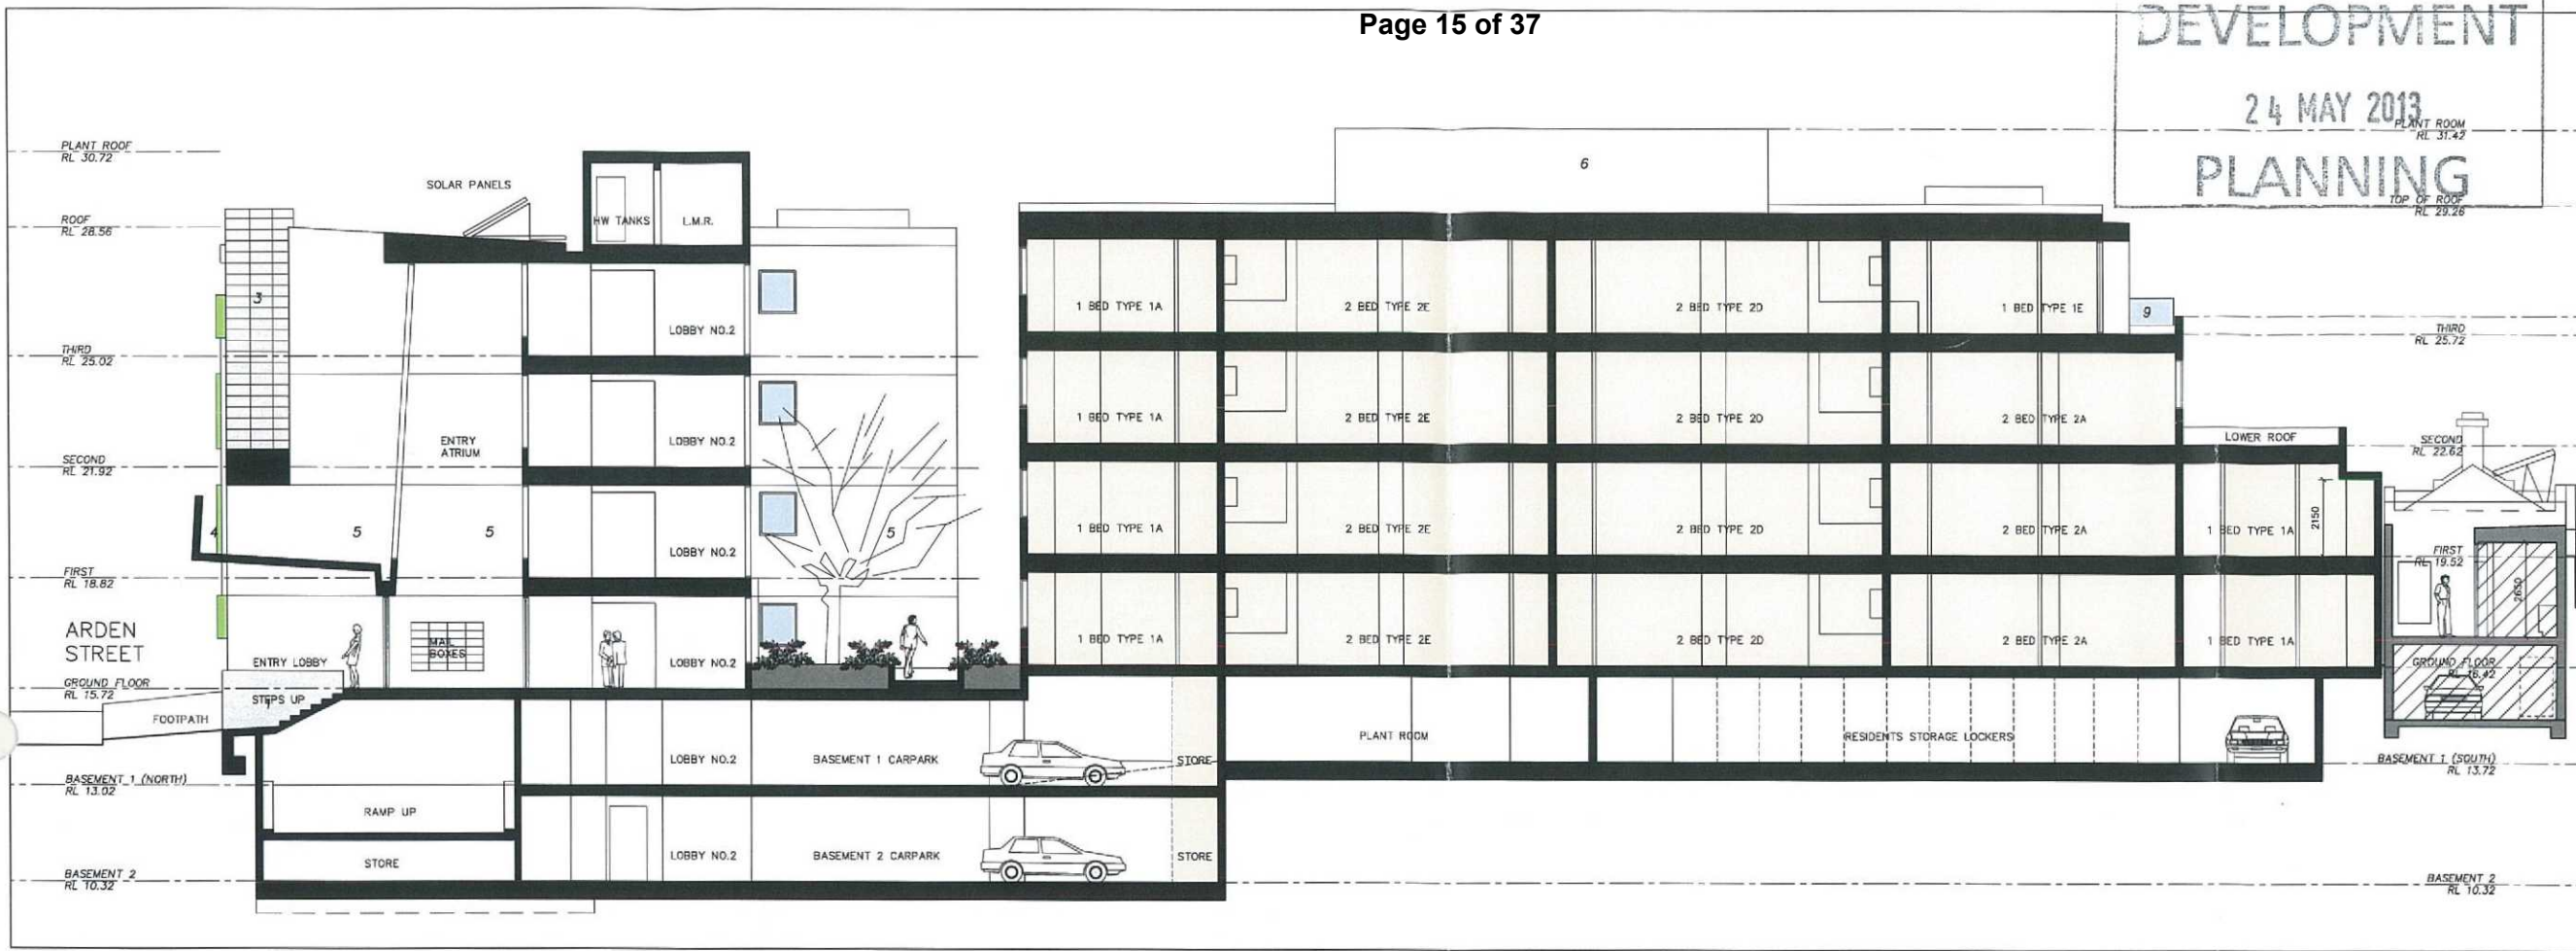 Page 15 of 37
DEVELOPMENT
24 MAY 2013
PLANNING
PLANT ROOF
RL 30.72
SOLAR PANELS
ROOF
RL 28.56
HW TANKS
L.M.R.
6
PLANT ROOM
RL 31.42
TOP OF ROOF
RL 29.26
3
LOBBY NO.2
1 BED TYPE 1A
2 BED TYPE 2E
2 BED TYPE 2D
1 BED TYPE 1E
9
THIRD
RL 25.02
THIRD
RL 25.72
ENTRY
ATRIUM
LOBBY NO.2
1 BED TYPE 1A
2 BED TYPE 2E
2 BED TYPE 2D
2 BED TYPE 2A
LOWER ROOF
SECOND
RL 21.92
SECOND
RL 22.62
4
5
5
LOBBY NO.2
5
1 BED TYPE 1A
2 BED TYPE 2E
2 BED TYPE 2D
2 BED TYPE 2A
1 BED TYPE 1A
2150
FIRST
RL 18.82
FIRST
RL 19.52
2650
ARDEN
STREET
ENTRY LOBBY
MAIL
BOXES
LOBBY NO.2
1 BED TYPE 1A
2 BED TYPE 2E
2 BED TYPE 2D
2 BED TYPE 2A
1 BED TYPE 1A
GROUND FLOOR
RL 15.72
GROUND FLOOR
RL 16.42
STEPS UP
FOOTPATH
LOBBY NO.2
BASEMENT 1 CARPARK
STORE
PLANT ROOM
RESIDENTS STORAGE LOCKERS
BASEMENT 1 (NORTH)
RL 13.02
BASEMENT 1 (SOUTH)
RL 13.72
RAMP UP
STORE
LOBBY NO.2
BASEMENT 2 CARPARK
STORE
BASEMENT 2
RL 10.32
BASEMENT 2
RL 10.32